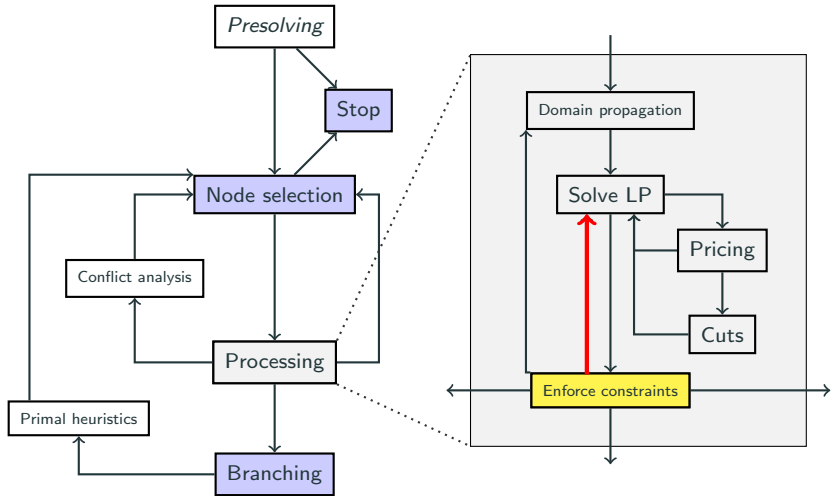 Presolving
Stop
Node selection
Conflict analysis
Processing
Primal heuristics
Branching
Domain propagation
Solve LP
Pricing
Cuts
Enforce constraints